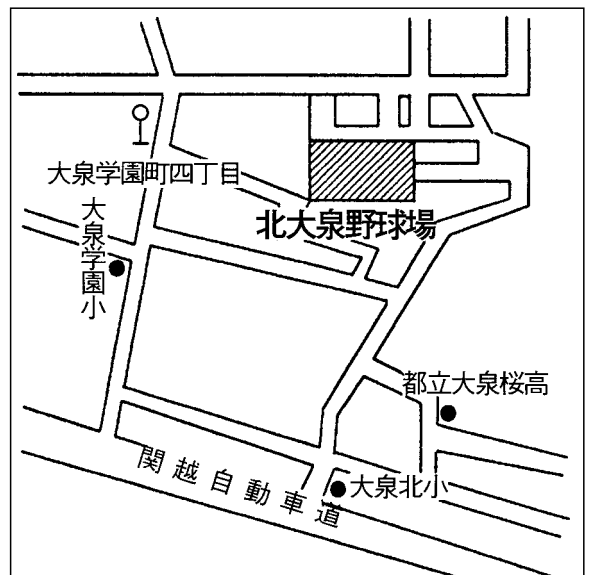 大泉学園町四丁目
大泉学園小
北大泉野球場
都立大泉桜高
大泉北小
関越自動車道